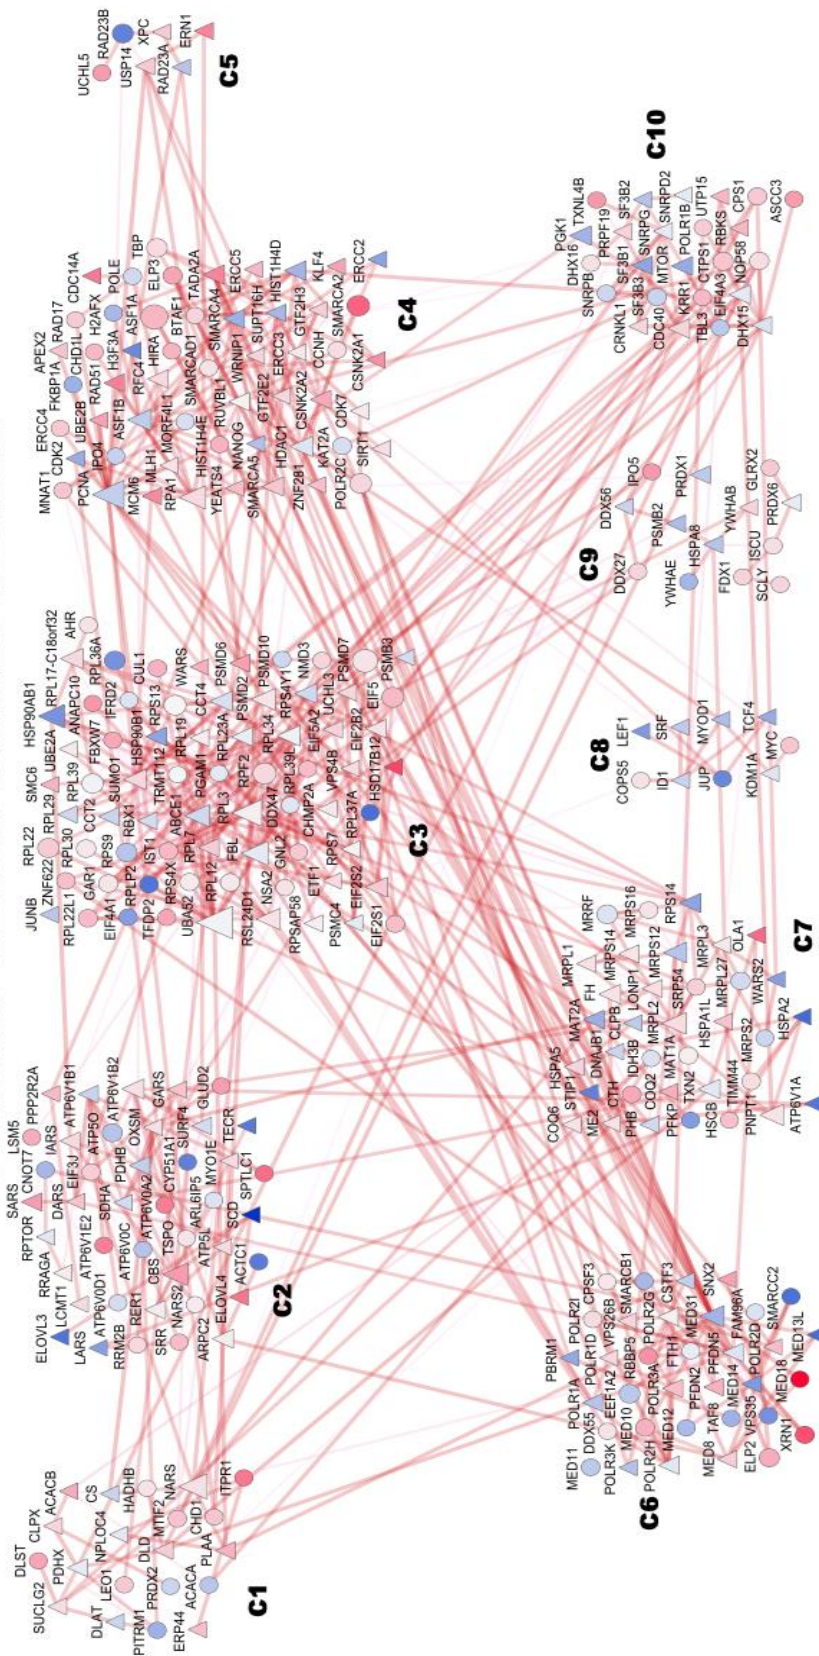 UCHL5
RAD23B
USP14
XPC
RAD23A
ERN1
C5
MNAT1
ERCC4
APEX2
CDK2
FKBP1A
RAD17
CDC14A
PCNA
UBE2B
CHD1L
H2AFX
POLE
TBP
IPO4
RAD51
H3F3A
ASF1A
ELP3
MCM6
ASF1B
RFC4
HIRA
BTAF1
TADA2A
MLH1
MORF4L1
SMARCAD1
SMARCA4
ERCC5
RPA1
HIST1H4E
RUVBL1
WRNIP1
SUPT16H
HIST1H4D
YEATS4
NANOG
GTF2E2
ERCC3
GTF2H3
KLF4
SMARCA5
HDAC1
CSNK2A2
CCNH
SMARCA2
ERCC2
ZNF281
KAT2A
CDK7
CSNK2A1
POLR2C
SIRT1
C4
PGK1
TXNL4B
DHX16
PRPF19
SF3B2
SNRPB
SF3B1
SNRPG
SNRPD2
CRNKL1
SF3B3
MTOR
POLR1B
UTP15
CDC40
KRR1
CTPS1
RBKS
CPS1
TBL3
EIF4A3
NOP58
ASCC3
DHX15
C10
JUNB
RPL22
SMC6
HSP90AB1
ZNF622
RPL29
UBE2A
RPL17-C18orf32
RPL22L1
RPL30
RPL39
ANAPC10
AHR
GAR1
CCT2
FBXW7
IFRD2
RPL36A
EIF4A1
RPS9
SUMO1
HSP90B1
CUL1
RPLP2
RBX1
TRMT112
RPS13
TFDP2
IST1
ABCE1
RPL19
WARS
RPS4X
RPL7
PGAM1
CCT4
PSMD6
UBA52
RPL12
RPL3
RPL23A
PSMD2
PSMD10
FBL
RPF2
RPL34
RPS4Y1
NMD3
RSL24D1
DDX47
RPL39L
EIF5A2
UCHL3
PSMD7
NSA2
GNL2
CHMP2A
VPS4B
EIF2B2
EIF5
PSMB3
RPSAP58
ETF1
RPS7
RPL37A
HSD17B12
PSMC4
EIF2S2
EIF2S1
C3
DDX56
IPO5
DDX27
PSMB2
PRDX1
YWHAE
HSPA8
YWHAB
GLRX2
FDX1
ISCU
PRDX6
SCLY
C9
LEF1
COPS5
ID1
SRF
MYOD1
JUP
TCF4
KDM1A
MYC
C8
SARS
LSM5
RPTOR
CNOT7
PPP2R2A
RRAGA
DARS
IARS
ATP6V1B1
ELOVL3
LCMT1
ATP6V1E2
EIF3J
ATP5O
ATP6V1B2
LARS
ATP6V0D1
ATP6V0C
SDHA
PDHB
OXSM
GARS
RRM2B
RER1
CBS
ATP6V0A2
CYP51A1
SURF4
GLUD2
SRR
NARS2
TSPO
ARL6IP5
MYO1E
TECR
ARPC2
ELOVL4
ATP5L
SCD
SPTLC1
ACTC1
C2
COQ6
HSPA5
MAT2A
MRPL1
MRRF
STIP1
FH
MRPS14
MRPS16
ME2
DNAJB1
CLPB
LONP1
MRPS12
RPS14
CTH
IDH3B
MRPL2
SRP54
MRPL3
PHB
COQ2
MAT1A
HSPA1L
MRPL27
OLA1
PFKP
TXN2
WARS2
HSCB
TIMM44
MRPS2
HSPA2
PNPT1
ATP6V1A
C7
SUCLG2
DLST
CLPX
ACACB
PDHX
CS
DLAT
NPLOC4
HADHB
LEO1
MTIF2
NARS
PITRM1
PRDX2
DLD
CHD1
ITPR1
ERP44
ACACA
PLAA
C1
PBRM1
POLR2I
CPSF3
MED11
POLR1A
POLR1D
VPS26B
SMARCB1
DDX55
EEF1A2
POLR2G
CSTF3
POLR3K
MED10
RBBP5
MED31
SNX2
POLR2H
POLR3A
FTH1
PFDN5
FAM96A
SMARCC2
MED12
PFDN2
MED14
POLR2D
MED13L
MED8
TAF8
VPS35
MED18
ELP2
XRN1
C6